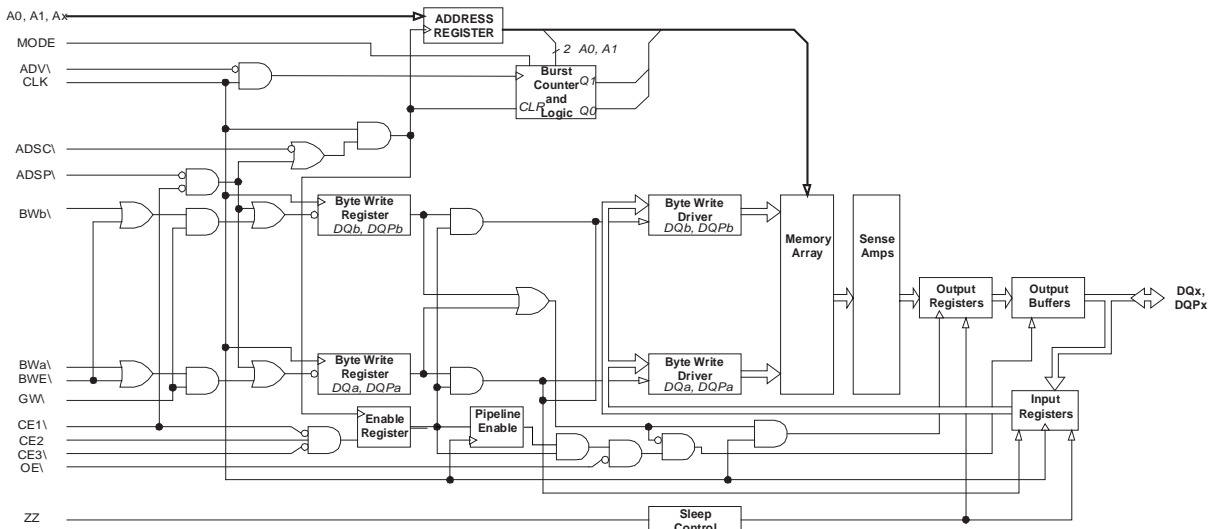 A0, A1, Ax
ADDRESS
REGISTER
MODE
2 A0, A1
ADV\
CLK
Burst
Counter
and
Logic
Q1
CLR
Q0
ADSC\
ADSP\
BWb\
Byte Write
Register
DQb, DQPb
Byte Write
Driver
DQb, DQPb
Memory
Array
Sense
Amps
Output
Registers
Output
Buffers
DQx,
DQPx
BWa\
BWE\
GW\
Byte Write
Register
DQa, DQPa
Byte Write
Driver
DQa, DQPa
Input
Registers
CE1\
CE2
CE3\
OE\
Enable
Register
Pipeline
Enable
ZZ
Sleep
Control